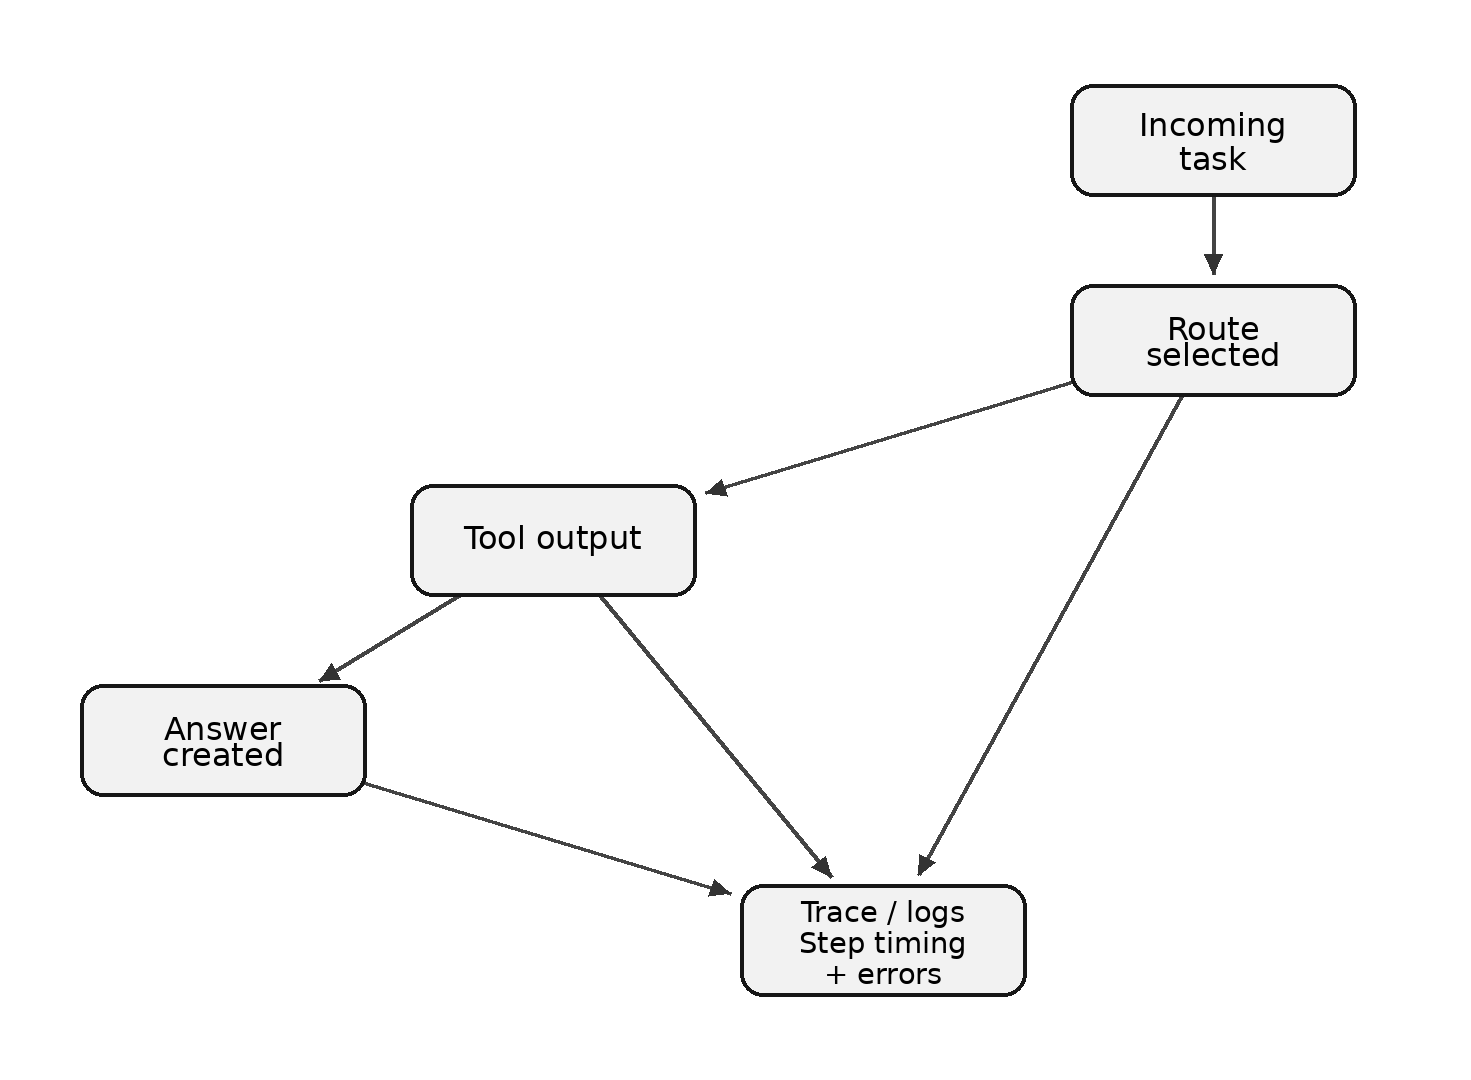 Incoming
task
Route
selected
Tool output
Answer
created
Trace / logs
Step timing
+ errors